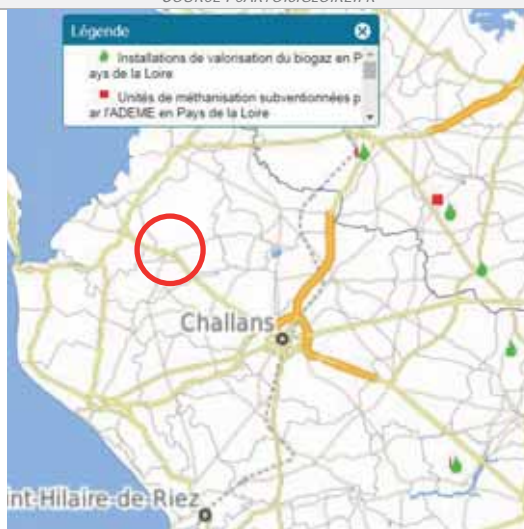 Légende
Installations de valorisation du biogaz en P
ays de la Loire
Unités de méthanisation subventionnées p
ar l'ADEME en Pays de la Loire
Challans
int-Hilaire-de-Riez